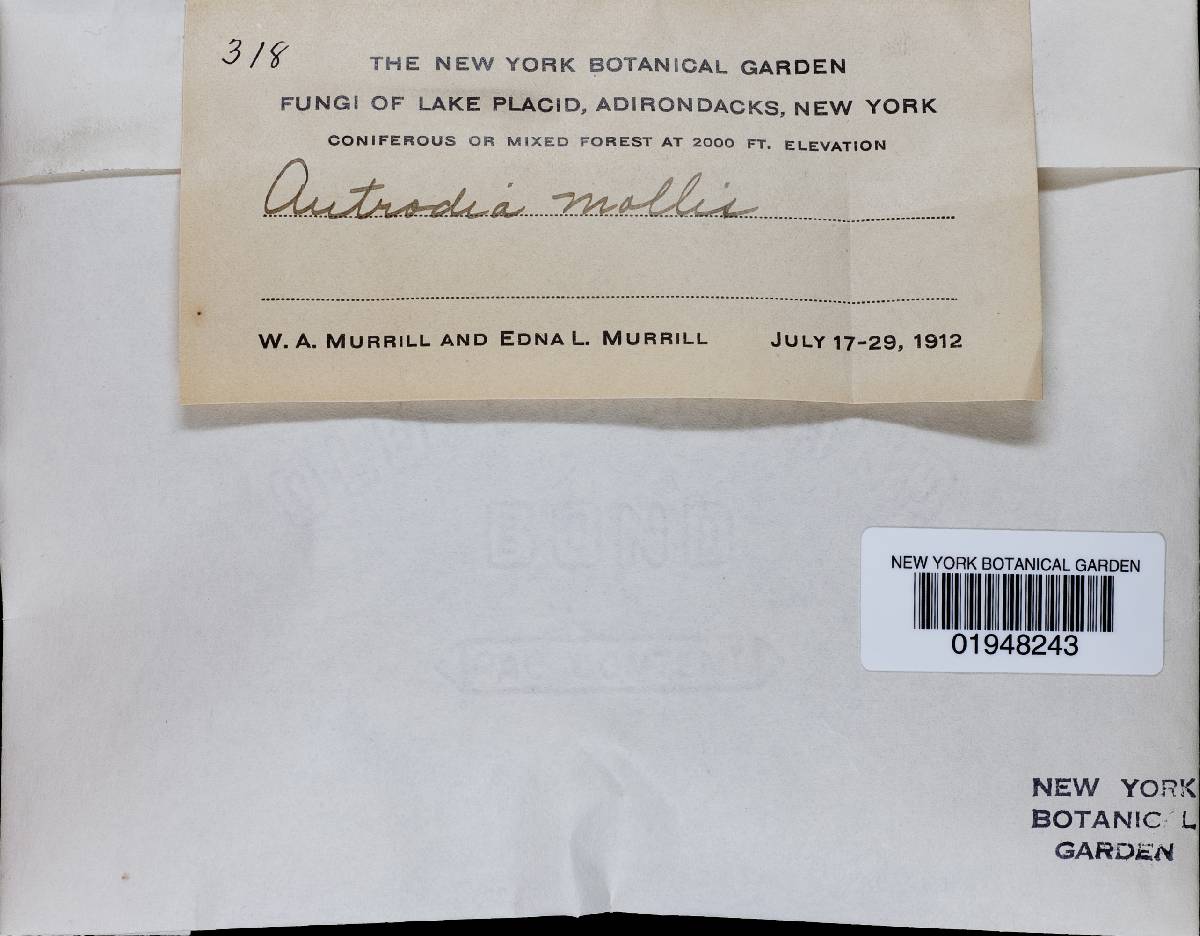 318
THE NEW YORK BOTANICAL GARDEN
FUNGI OF LAKE PLACID, ADIRONDACKS, NEW YORK
CONIFEROUS OR MIXED FOREST AT 2000 FT. ELEVATION
Antrodia mollis
W. A. MURRILL AND EDNA L. MURRILL JULY 17-29, 1912
NEW YORK BOTANICAL GARDEN
01948243
NEW YORK
BOTANIC L
GARDEN